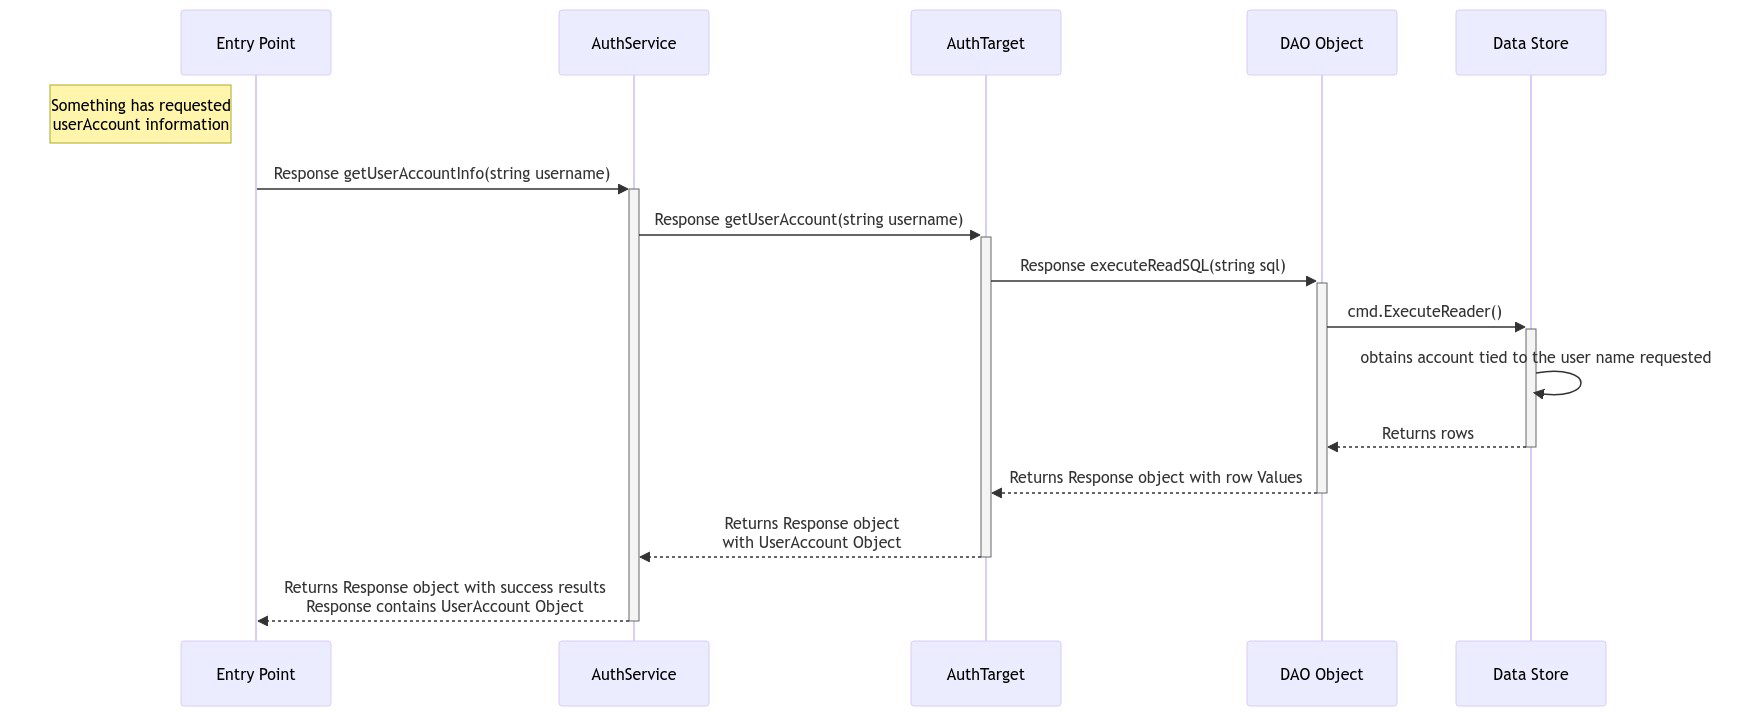 Entry Point
AuthService
AuthTarget
DAO Object
Data Store
Something has requested
userAccount information
Response getUserAccountInfo(string username)
Response getUserAccount(string username)
Response executeReadSQL(string sql)
cmd.ExecuteReader()
obtains account tied to the user name requested
Returns rows
Returns Response object with row Values
Returns Response object
with UserAccount Object
Returns Response object with success results
Response contains UserAccount Object
Entry Point
AuthService
AuthTarget
DAO Object
Data Store